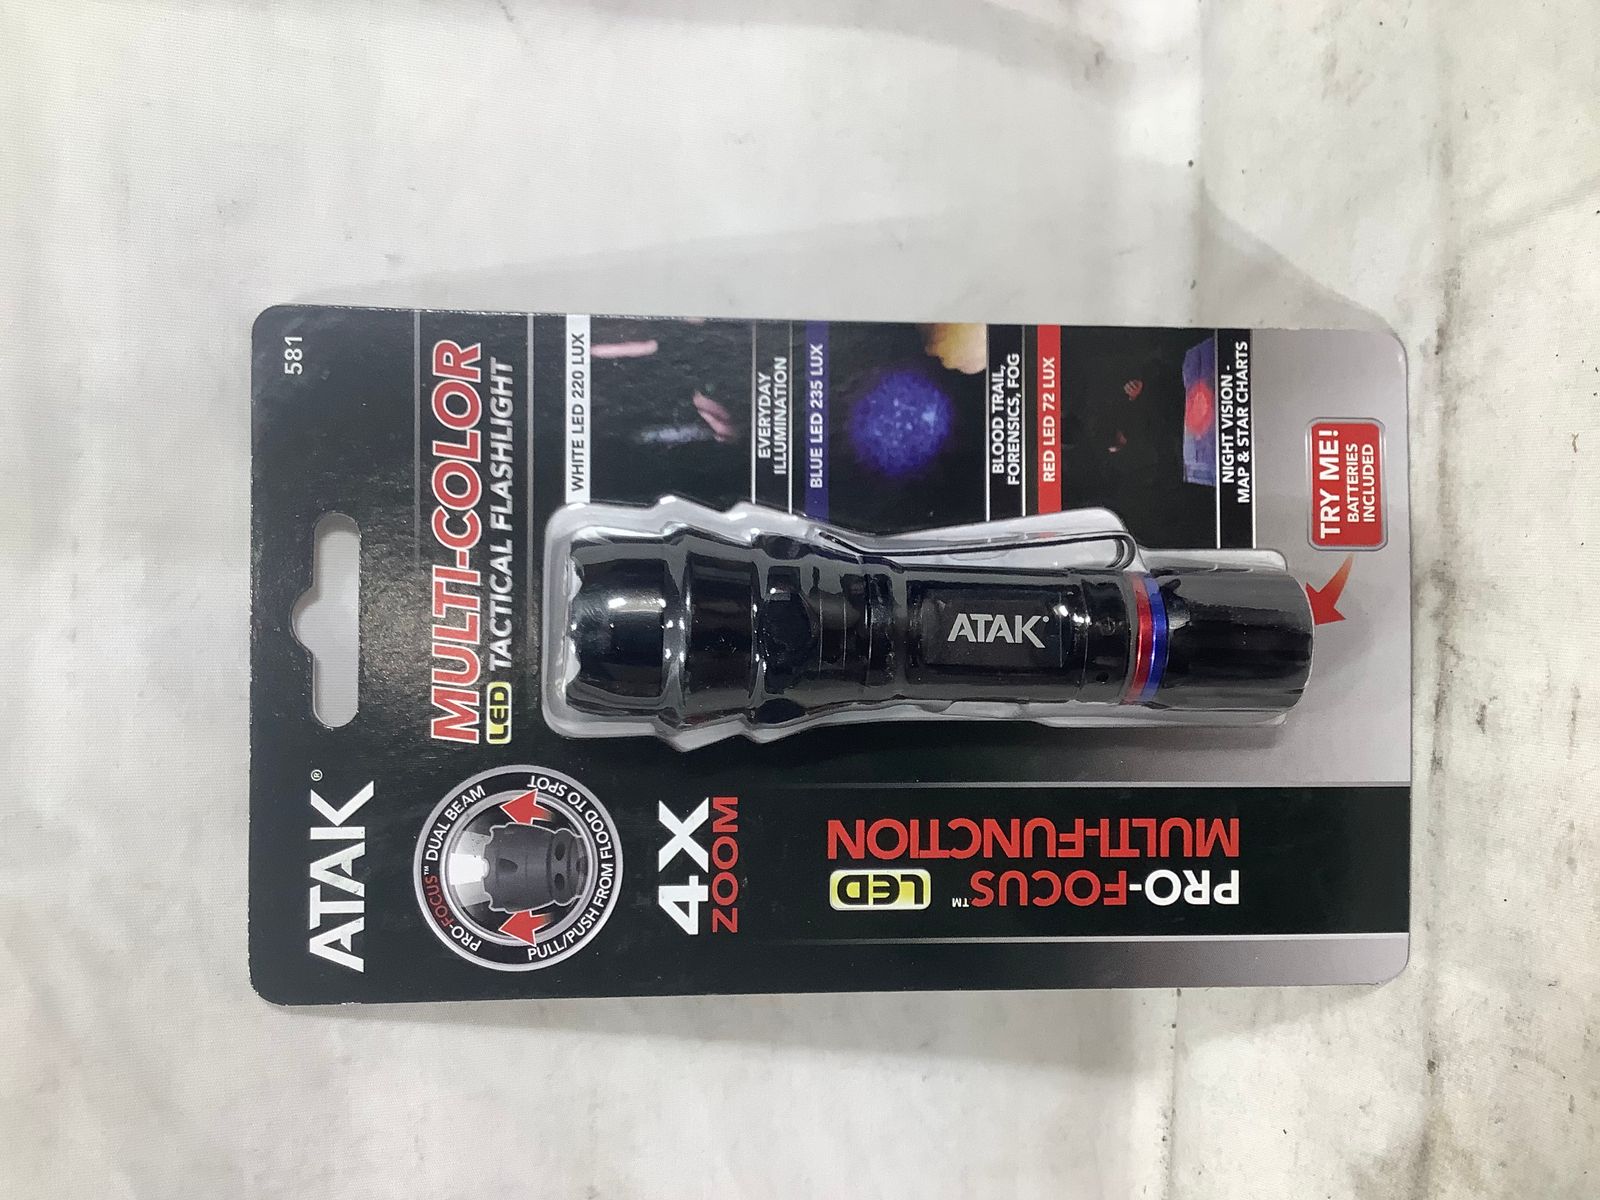 581
ATAK®
MULTI-COLOR
LED TACTICAL FLASHLIGHT
PRO-FOCUS™ DUAL BEAM
PULL/PUSH FROM FLOOD TO SPOT
4X
ZOOM
WHITE LED 220 LUX
EVERYDAY
ILLUMINATION
BLUE LED 235 LUX
BLOOD TRAIL,
FORENSICS, FOG
RED LED 72 LUX
NIGHT VISION -
MAP & STAR CHARTS
ATAK
PRO-FOCUS™ LED
MULTI-FUNCTION
TRY ME!
BATTERIES
INCLUDED